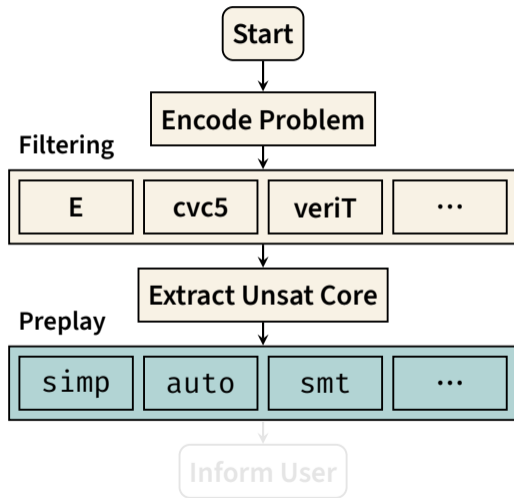 Start
Encode Problem
Filtering
E cvc5 veriT ···
Extract Unsat Core
Preplay
simp auto smt ···
Inform User